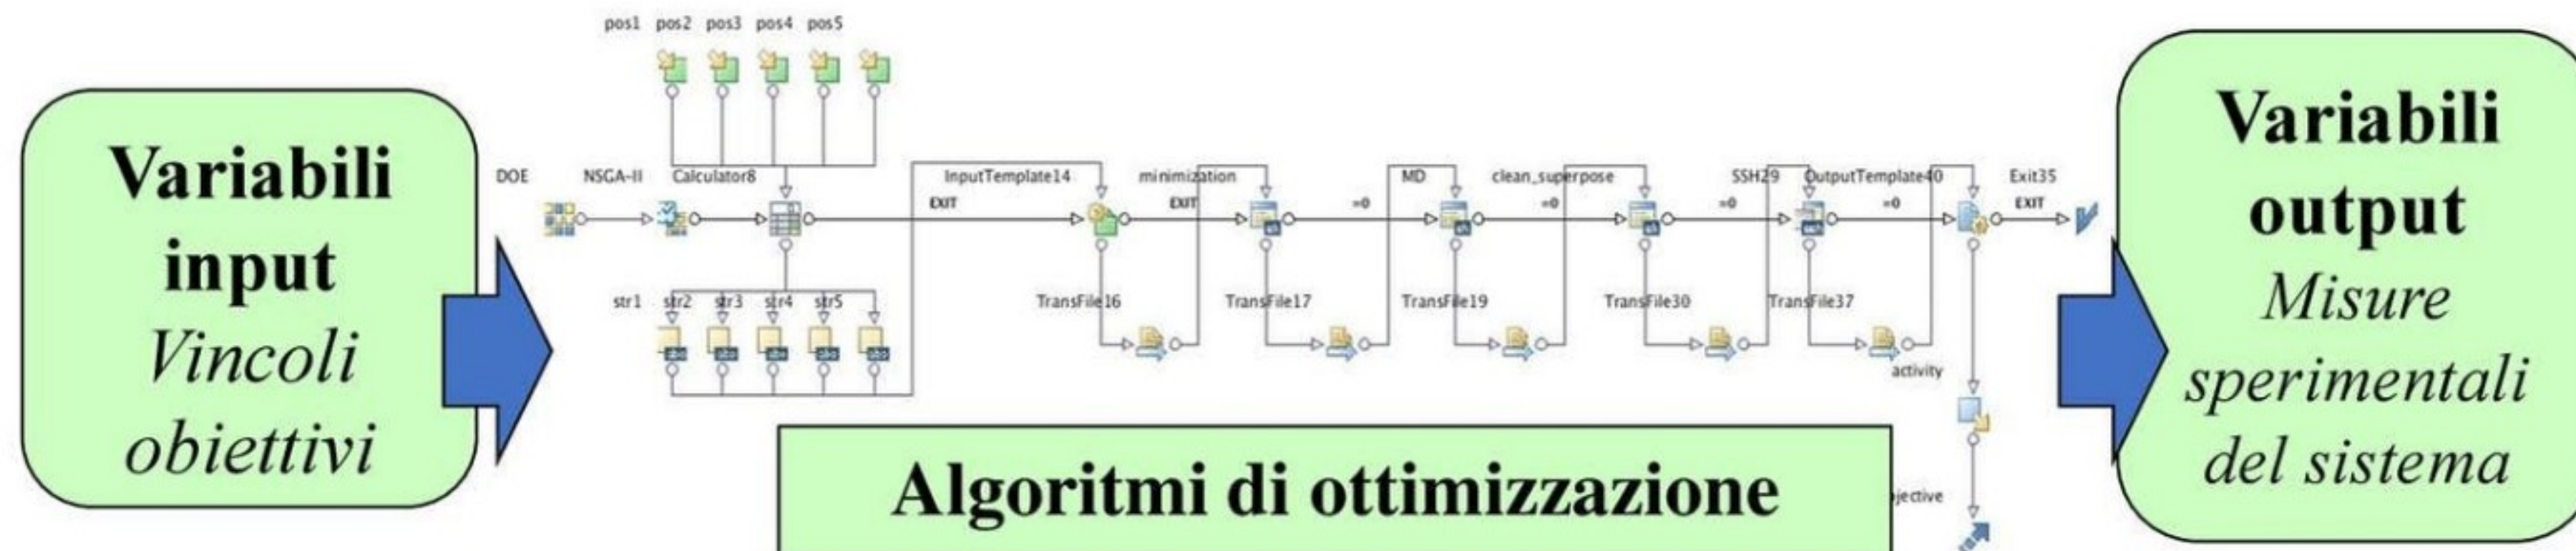 pos1 pos2 pos3 pos4 pos5
Variabili
input
Vincoli
obiettivi
DOE NSGA-II Calculator8 InputTemplate14 minimization MD clean_superpose SSH29 OutputTemplate40 Exit35
EXIT EXIT =0 =0 =0 =0 EXIT
str1 str2 str3 str4 str5 TransFile16 TransFile17 TransFile19 TransFile30 TransFile37
activity
jective
Algoritmi di ottimizzazione
Variabili
output
Misure
sperimentali
del sistema